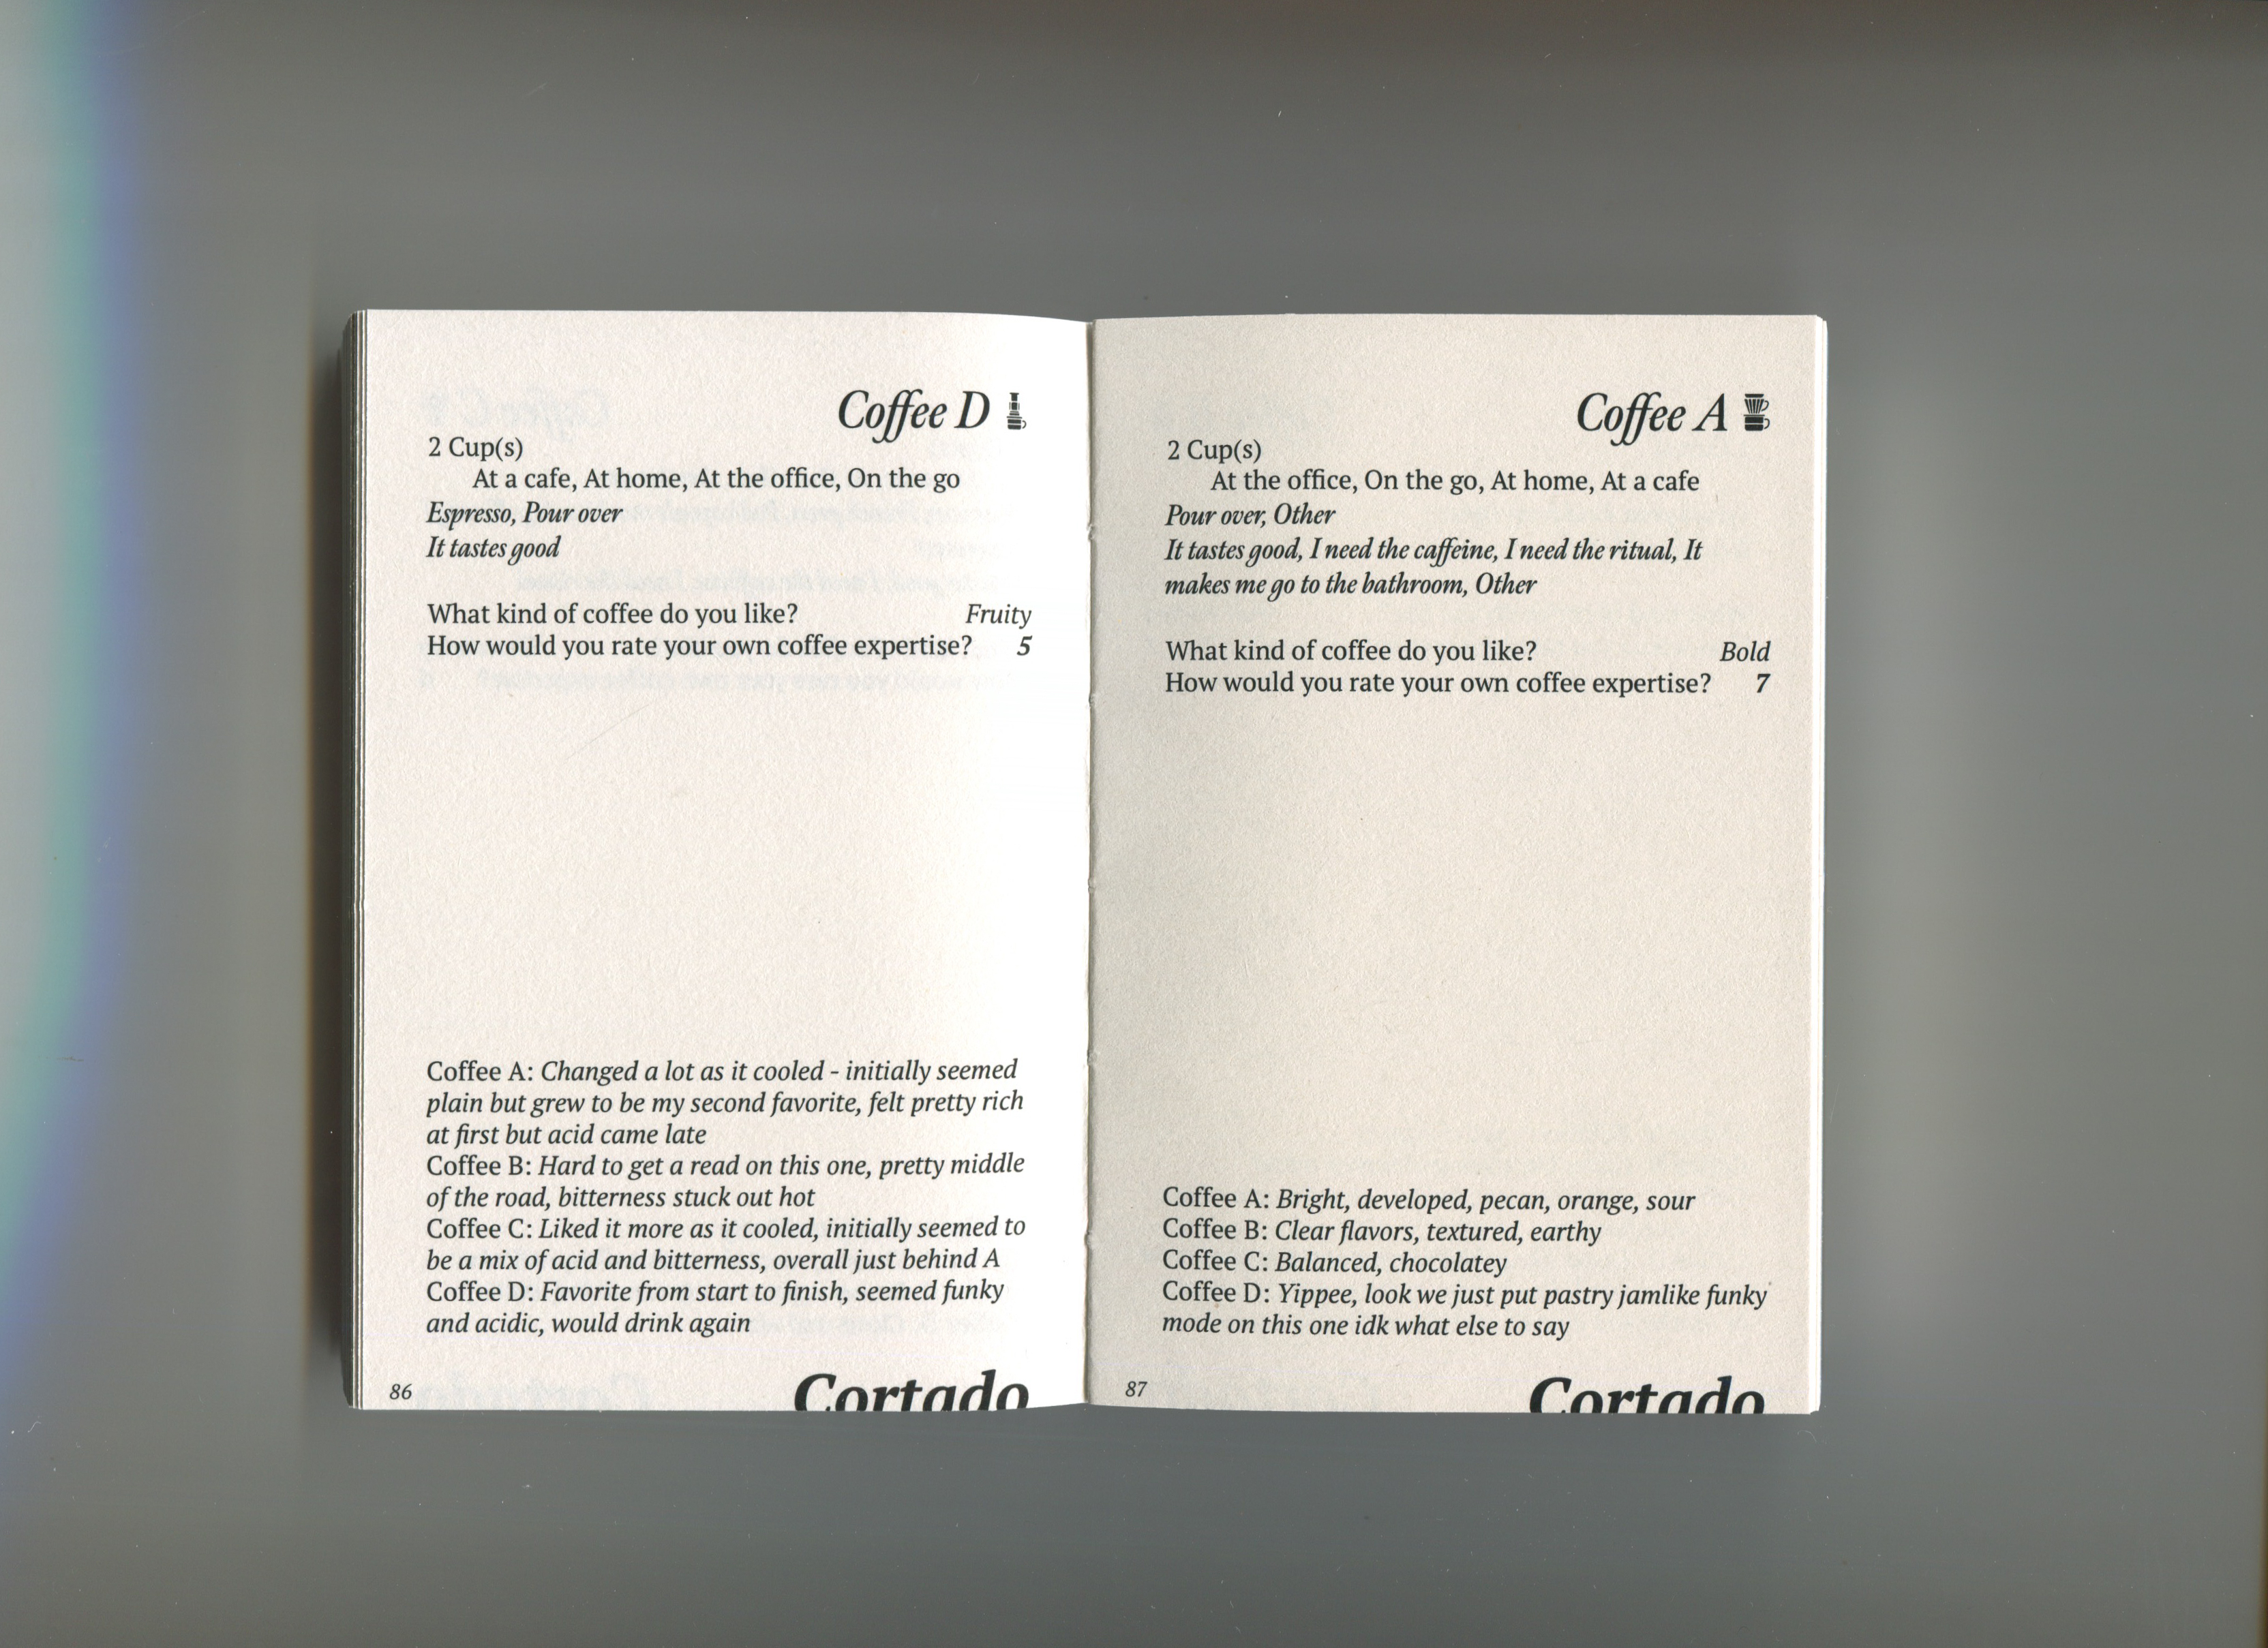 Coffee D
2 Cup(s)
At a cafe, At home, At the office, On the go
Espresso, Pour over
It tastes good
What kind of coffee do you like? Fruity
How would you rate your own coffee expertise? 5
Coffee A: Changed a lot as it cooled - initially seemed
plain but grew to be my second favorite, felt pretty rich
at first but acid came late
Coffee B: Hard to get a read on this one, pretty middle
of the road, bitterness stuck out hot
Coffee C: Liked it more as it cooled, initially seemed to
be a mix of acid and bitterness, overall just behind A
Coffee D: Favorite from start to finish, seemed funky
and acidic, would drink again
86
Cortado
Coffee A
2 Cup(s)
At the office, On the go, At home, At a cafe
Pour over, Other
It tastes good, I need the caffeine, I need the ritual, It
makes me go to the bathroom, Other
What kind of coffee do you like? Bold
How would you rate your own coffee expertise? 7
Coffee A: Bright, developed, pecan, orange, sour
Coffee B: Clear flavors, textured, earthy
Coffee C: Balanced, chocolatey
Coffee D: Yippee, look we just put pastry jamlike funky
mode on this one idk what else to say
87
Cortado